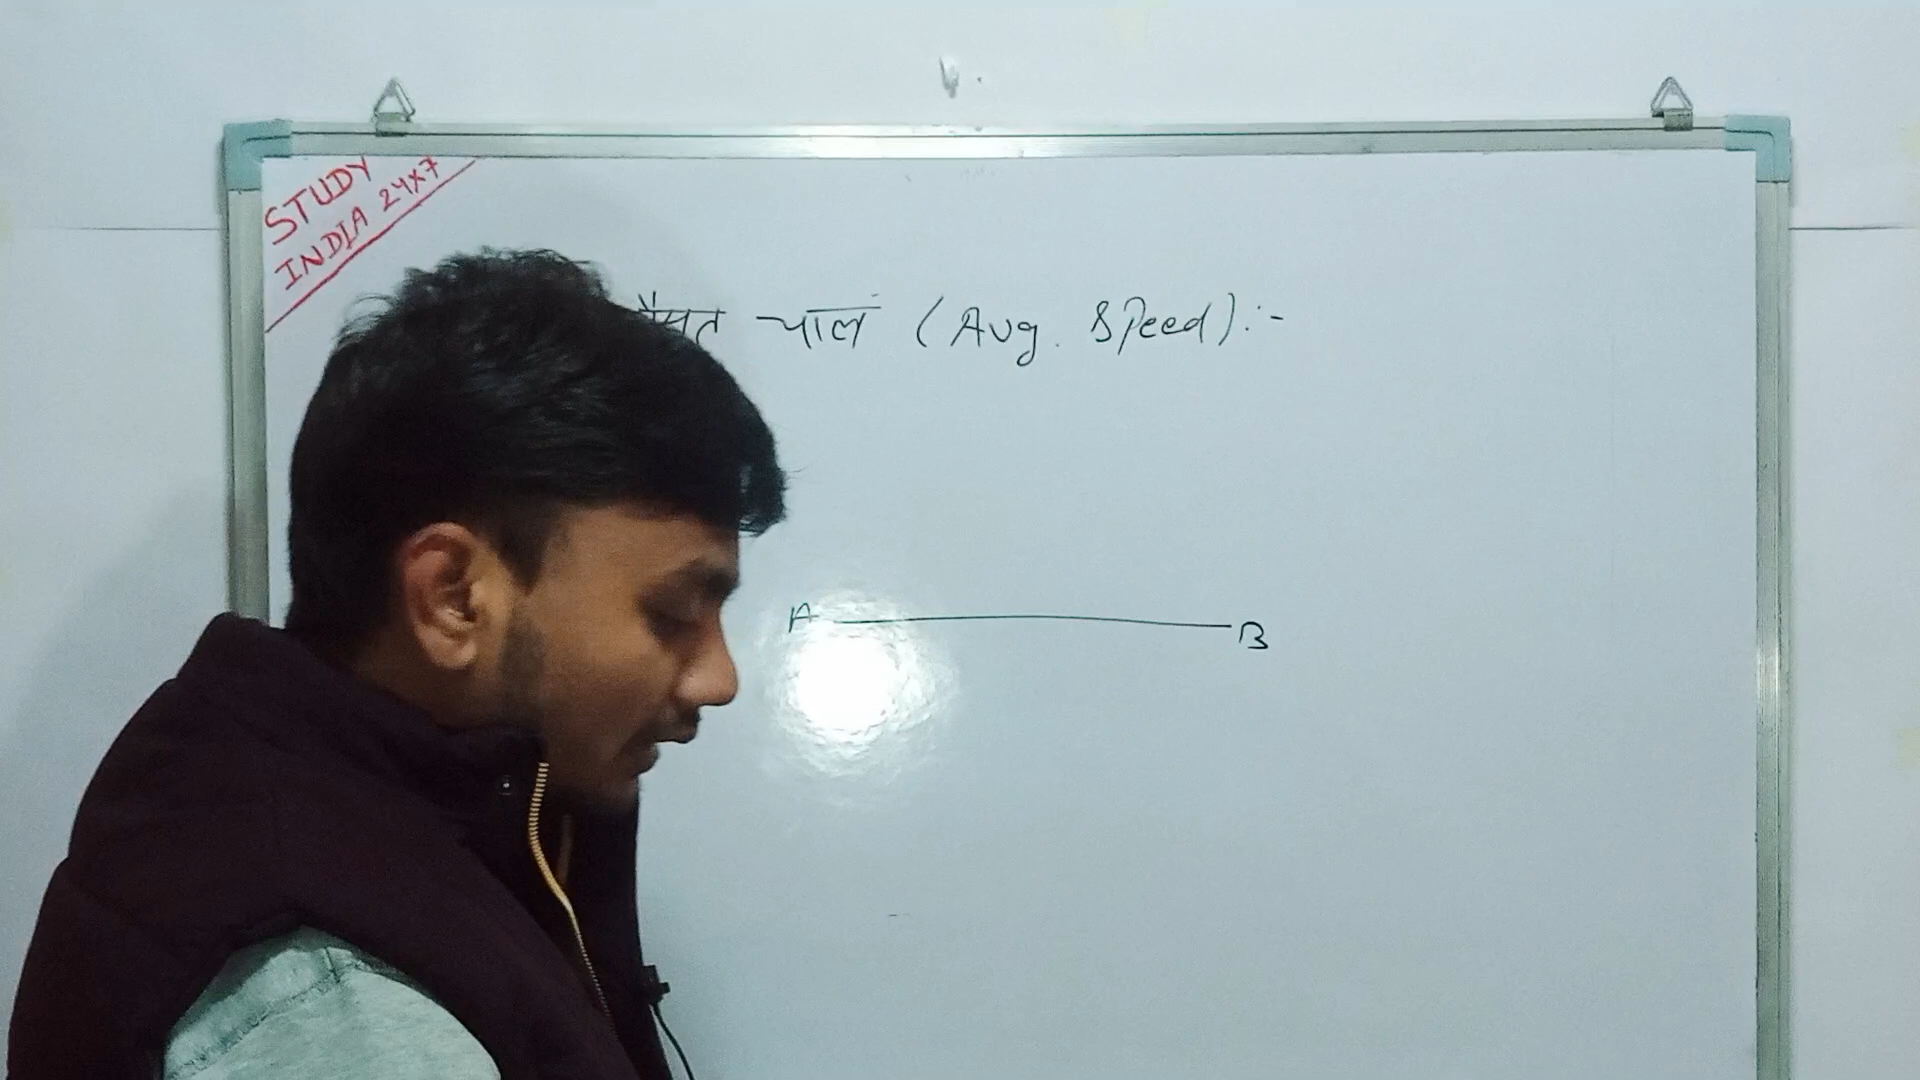 STUDY
INDIA 24X7
चाल (Avg. Speed):-
A B